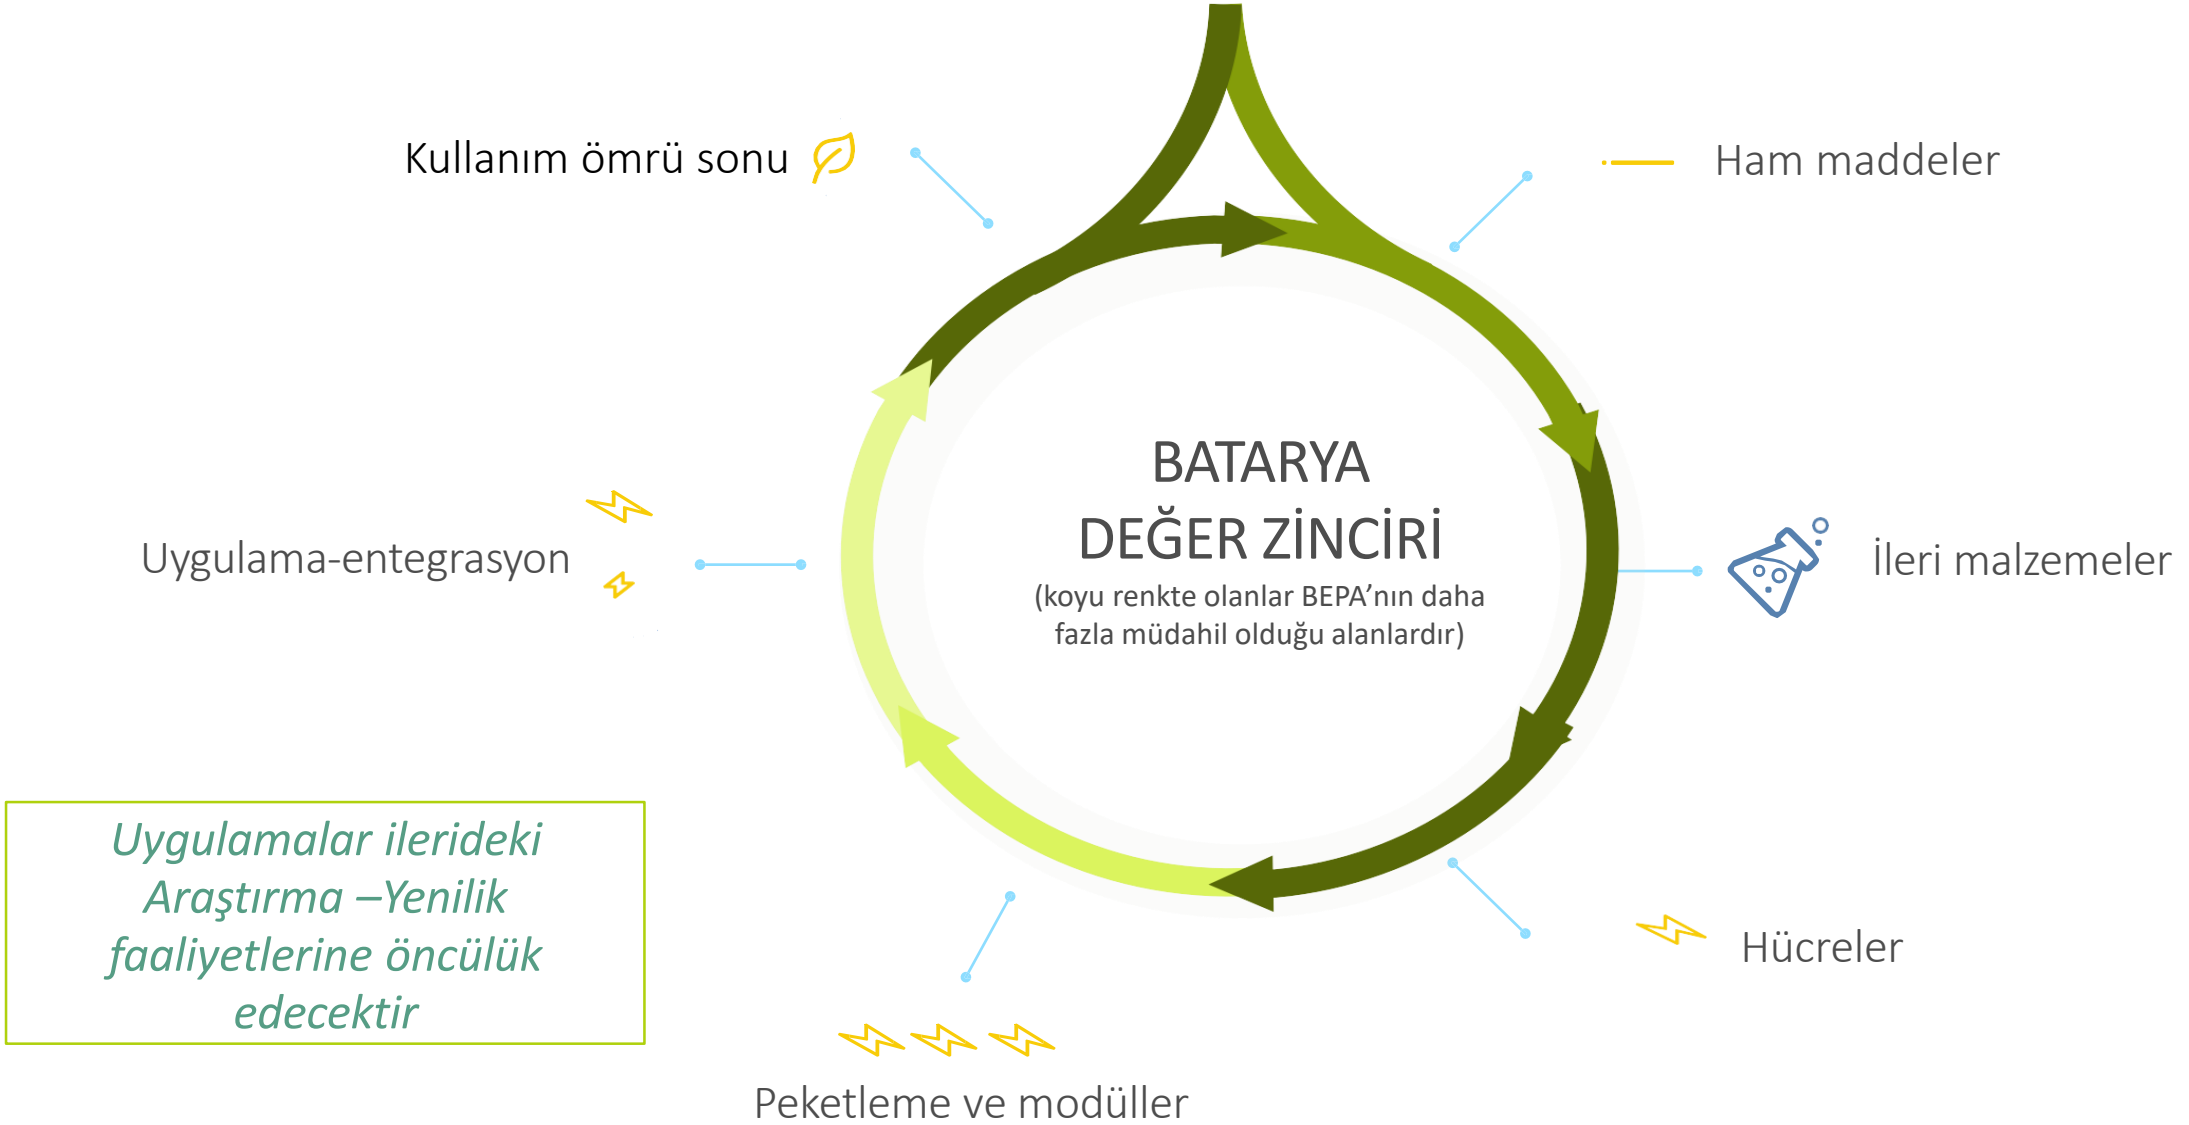 Kullanım ömrü sonu
Ham maddeler
BATARYA
DEĞER ZİNCİRİ
(koyu renkte olanlar BEPA’nın daha
fazla müdahil olduğu alanlardır)
Uygulama-entegrasyon
İleri malzemeler
Uygulamalar ilerideki
Araştırma –Yenilik
faaliyetlerine öncülük
edecektir
Hücreler
Peketleme ve modüller